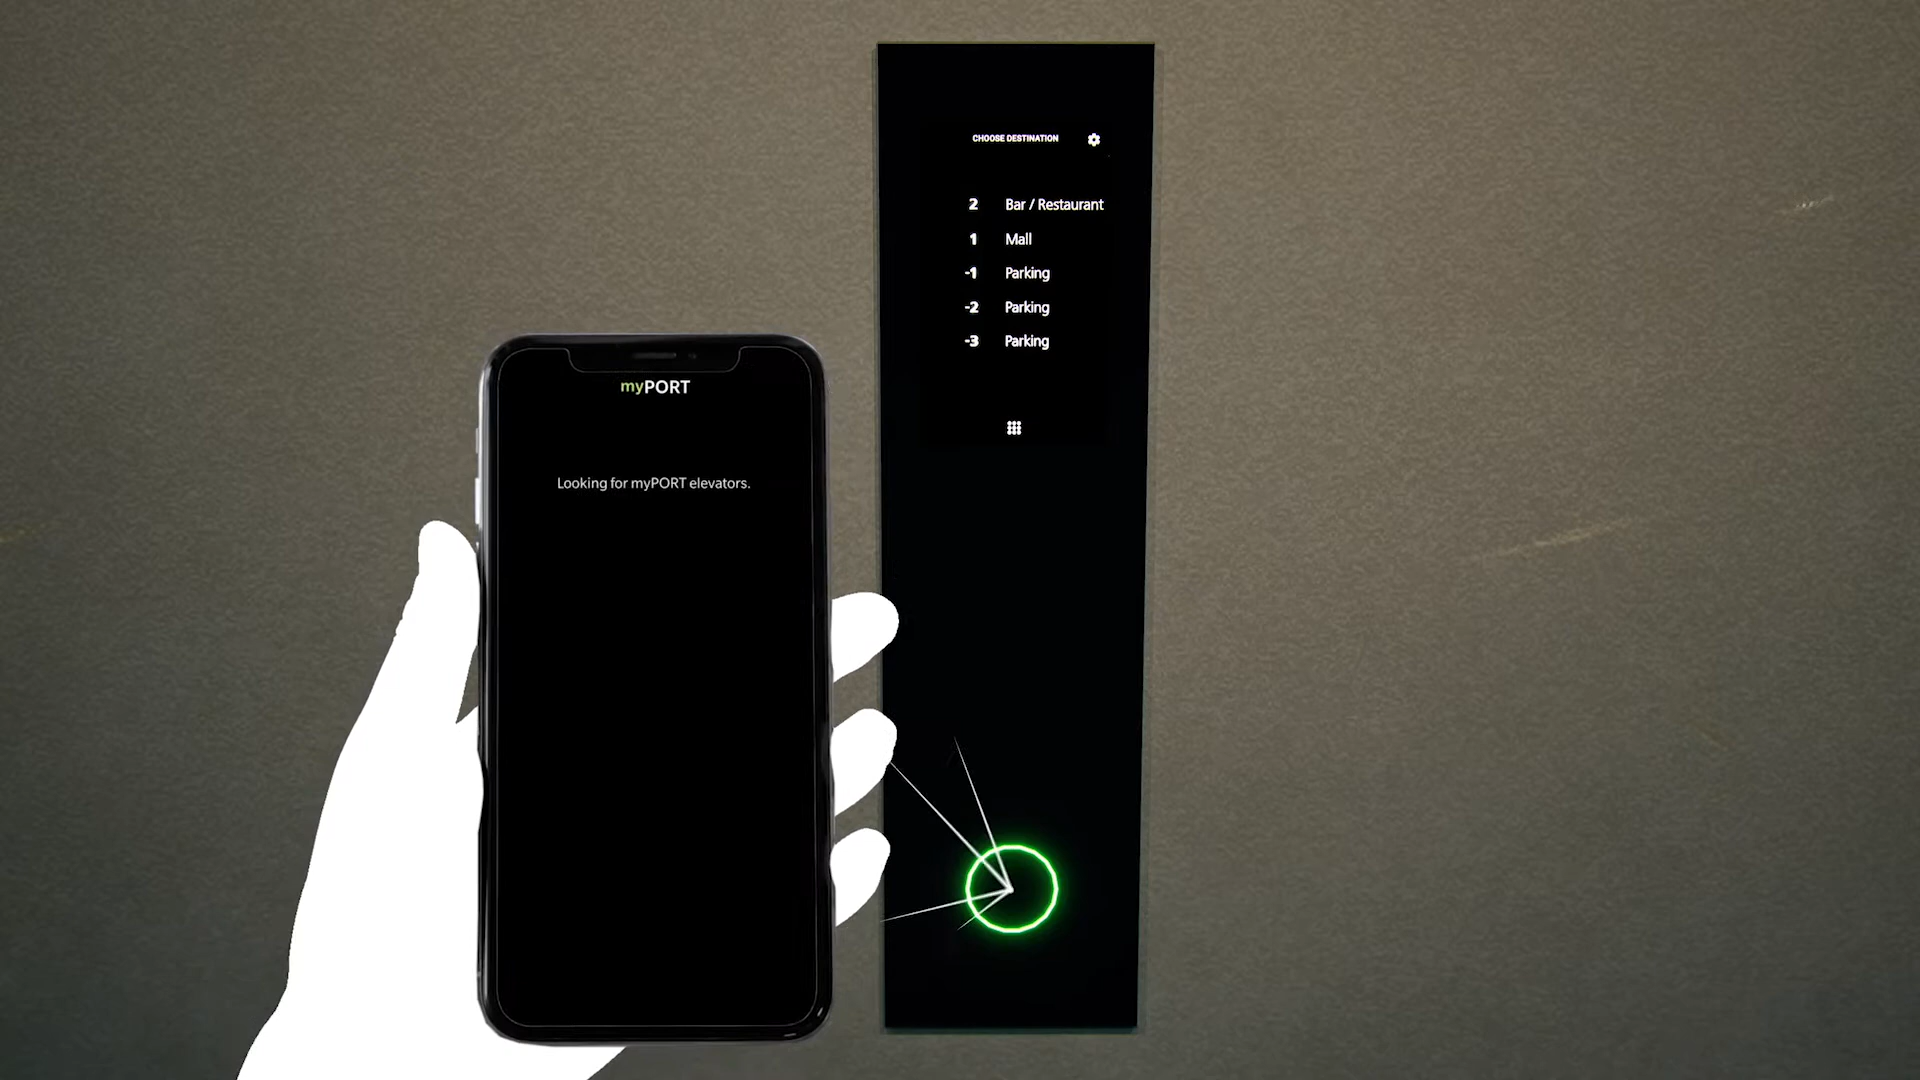 CHOOSE DESTINATION
2 Bar / Restaurant
1 Mall
-1 Parking
-2 Parking
-3 Parking
myPORT
Looking for myPORT elevators.